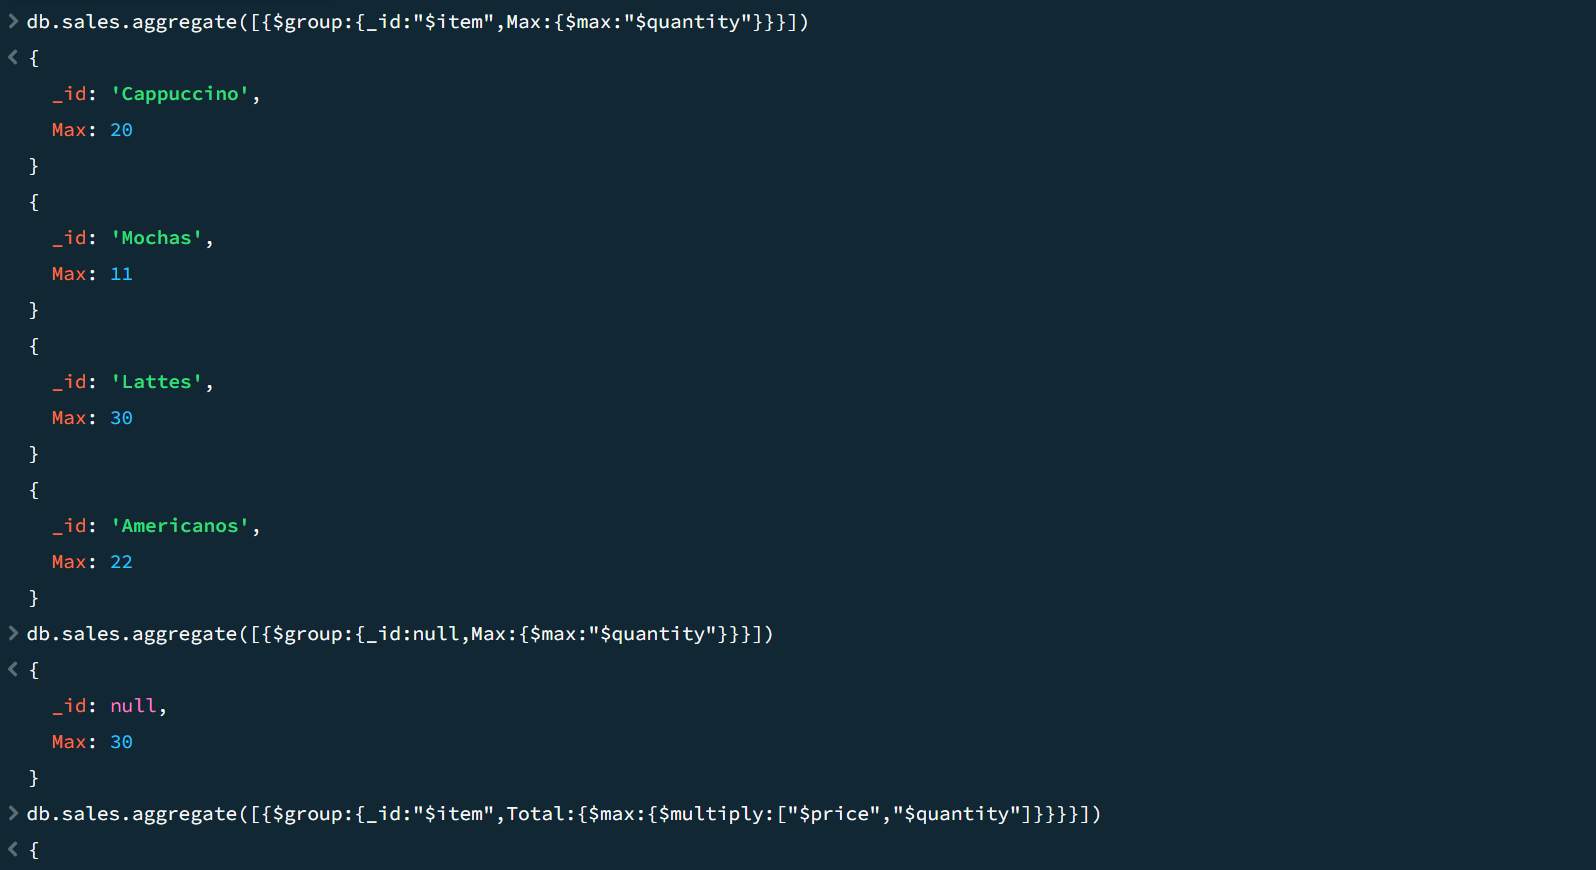 > db.sales.aggregate([{$group:{_id:"$item",Max:{$max:"$quantity"}}}])
< {
_id: 'Cappuccino',
Max: 20
}
{
_id: 'Mochas',
Max: 11
}
{
_id: 'Lattes',
Max: 30
}
{
_id: 'Americanos',
Max: 22
}
> db.sales.aggregate([{$group:{_id:null,Max:{$max:"$quantity"}}}])
< {
_id: null,
Max: 30
}
> db.sales.aggregate([{$group:{_id:"$item",Total:{$max:{$multiply:["$price","$quantity"]}}}}])
< {